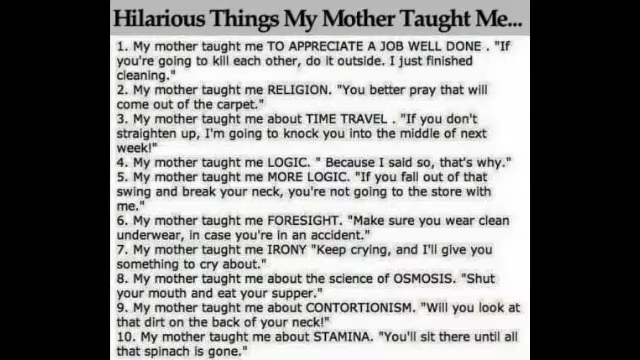 Hilarious Things My Mother Taught Me...
1. My mother taught me TO APPRECIATE A JOB WELL DONE . "If
you're going to kill each other, do it outside. I just finished
cleaning."
2. My mother taught me RELIGION. "You better pray that will
come out of the carpet."
3. My mother taught me about TIME TRAVEL . "If you don't
straighten up, I'm going to knock you into the middle of next
week!"
4. My mother taught me LOGIC. " Because I said so, that's why."
5. My mother taught me MORE LOGIC. "If you fall out of that
swing and break your neck, you're not going to the store with
me."
6. My mother taught me FORESIGHT. "Make sure you wear clean
underwear, in case you're in an accident."
7. My mother taught me IRONY "Keep crying, and I'll give you
something to cry about."
8. My mother taught me about the science of OSMOSIS. "Shut
your mouth and eat your supper."
9. My mother taught me about CONTORTIONISM. "Will you look at
that dirt on the back of your neck!"
10. My mother taught me about STAMINA. "You'll sit there until all
that spinach is gone."